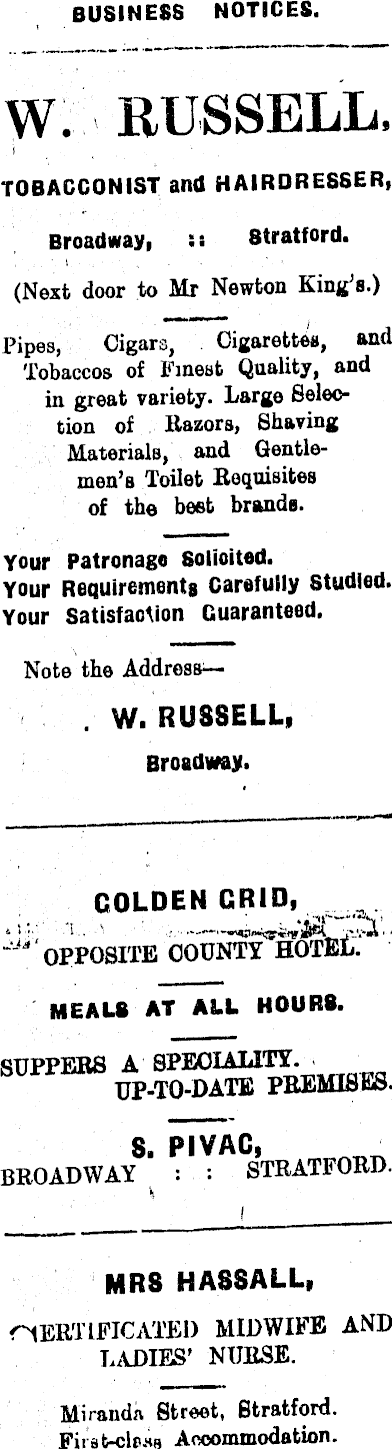 BUSINESS NOTICES.
W. RUSSELL,
TOBACCONIST and HAIRDRESSER,
Broadway, :: Stratford.
(Next door to Mr Newton King's.)
Pipes, Cigars, Cigarettes, and
Tobaccos of Finest Quality, and
in great variety. Large Selec-
tion of Razors, Shaving
Materials, and Gentle-
men's Toilet Requisites
of the best brands.
Your Patronage Solicited.
Your Requirements Carefully Studied.
Your Satisfaction Guaranteed.
Note the Address—
W. RUSSELL,
Broadway.
GOLDEN GRID,
OPPOSITE COUNTY HOTEL.
MEALS AT ALL HOURS.
SUPPERS A SPECIALITY.
UP-TO-DATE PREMISES.
S. PIVAC,
BROADWAY : : STRATFORD.
MRS HASSALL,
CERTIFICATED MIDWIFE AND
LADIES' NURSE.
Miranda Street, Stratford.
First-class Accommodation.